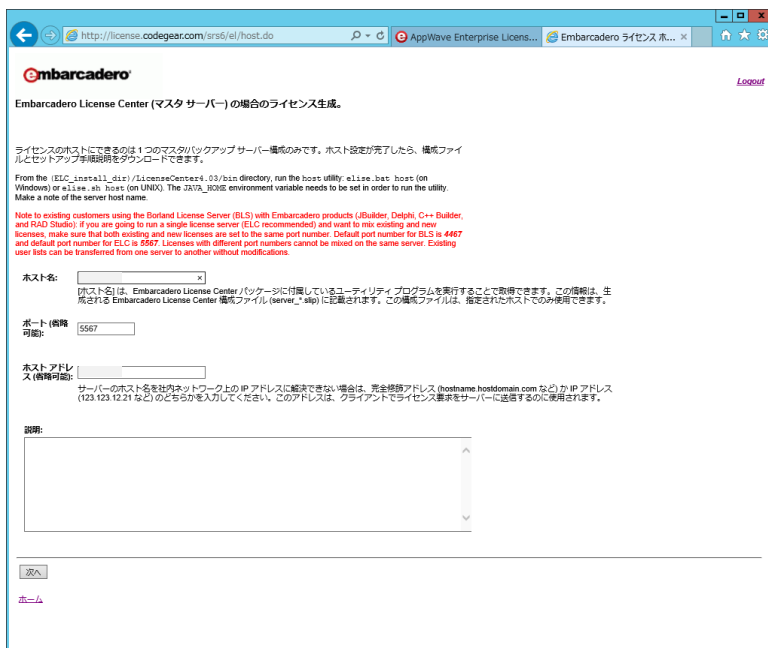 http://license.codegear.com/srs6/el/host.do
AppWave Enterprise Licens...
Embarcadero ライセンス ホ...
embarcadero
Logout
Embarcadero License Center (マスタ サーバー) の場合のライセンス生成。
ライセンスのホストにできるのは 1 つのマスタ/バックアップ サーバー構成のみです。ホスト設定が完了したら、構成ファイ
ルとセットアップ手順説明をダウンロードできます。
From the (ELC_install_dir)/LicenseCenter4.03/bin directory, run the host utility: elise.bat host (on
Windows) or elise.sh host (on UNIX). The JAVA_HOME environment variable needs to be set in order to run the utility.
Make a note of the server host name.
Note to existing customers using the Borland License Server (BLS) with Embarcadero products (JBuilder, Delphi, C++ Builder,
and RAD Studio): if you are going to run a single license server (ELC recommended) and want to mix existing and new
licenses, make sure that both existing and new licenses are set to the same port number. Default port number for BLS is 4467
and default port number for ELC is 5567. Licenses with different port numbers cannot be mixed on the same server. Existing
user lists can be transferred from one server to another without modifications.
ホスト名:
[ホスト名] は、Embarcadero License Center パッケージに付属しているユーティリティ プログラムを実行することで取得できます。この情報は、生
成される Embarcadero License Center 構成ファイル (server_*.slip) に記載されます。この構成ファイルは、指定されたホストでのみ使用できます。
ポート (省略
可能):
5567
ホスト アドレ
ス (省略可能):
サーバーのホスト名を社内ネットワーク上の IP アドレスに解決できない場合は、完全修飾アドレス (hostname.hostdomain.com など) か IP アドレス
(123.123.12.21 など) のどちらかを入力してください。このアドレスは、クライアントでライセンス要求をサーバーに送信するのに使用されます。
説明:
次へ
ホーム